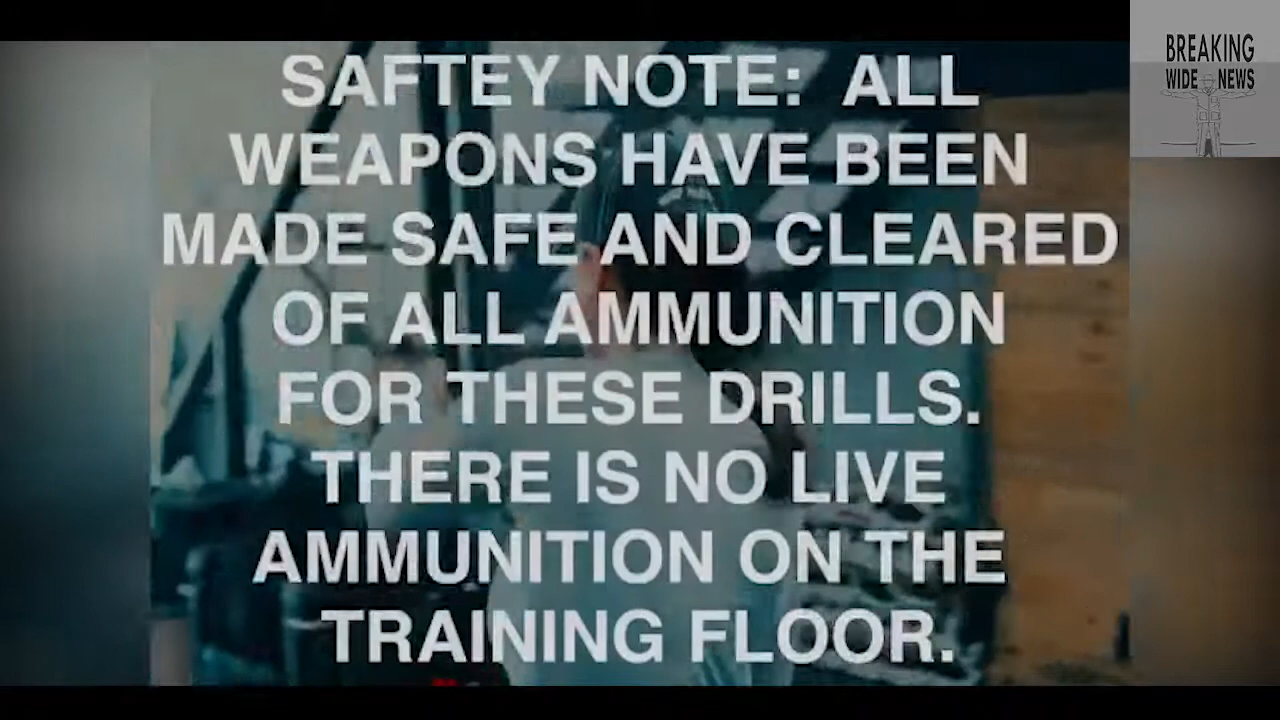 SAFTEY NOTE: ALL
WEAPONS HAVE BEEN
MADE SAFE AND CLEARED
OF ALL AMMUNITION
FOR THESE DRILLS.
THERE IS NO LIVE
AMMUNITION ON THE
TRAINING FLOOR.
BREAKING
WIDE NEWS